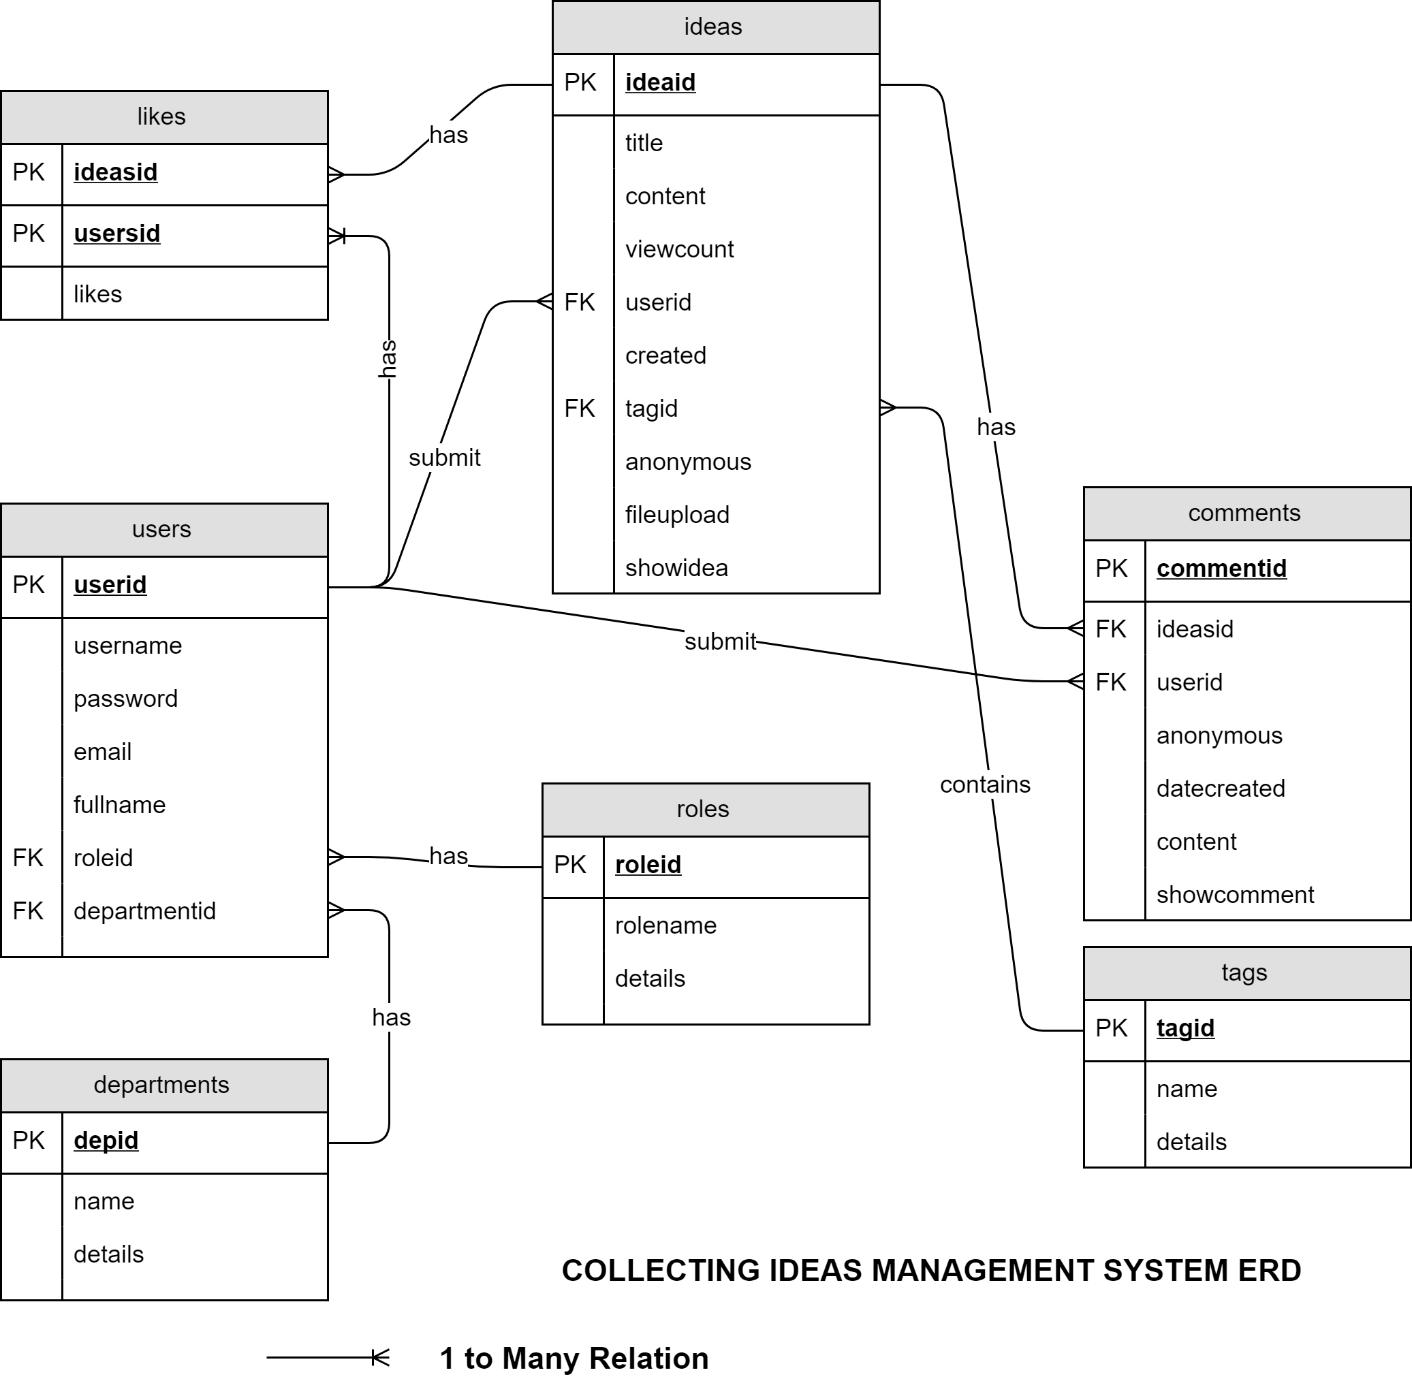 likes
PK ideasid
PK usersid
likes
has
has
ideas
PK ideaid
title
content
viewcount
FK userid
created
FK tagid
anonymous
fileupload
showidea
submit
has
users
PK userid
username
password
email
fullname
FK roleid
FK departmentid
submit
comments
PK commentid
FK ideasid
FK userid
anonymous
datecreated
content
showcomment
has
roles
PK roleid
rolename
details
contains
tags
PK tagid
name
details
has
departments
PK depid
name
details
COLLECTING IDEAS MANAGEMENT SYSTEM ERD
1 to Many Relation